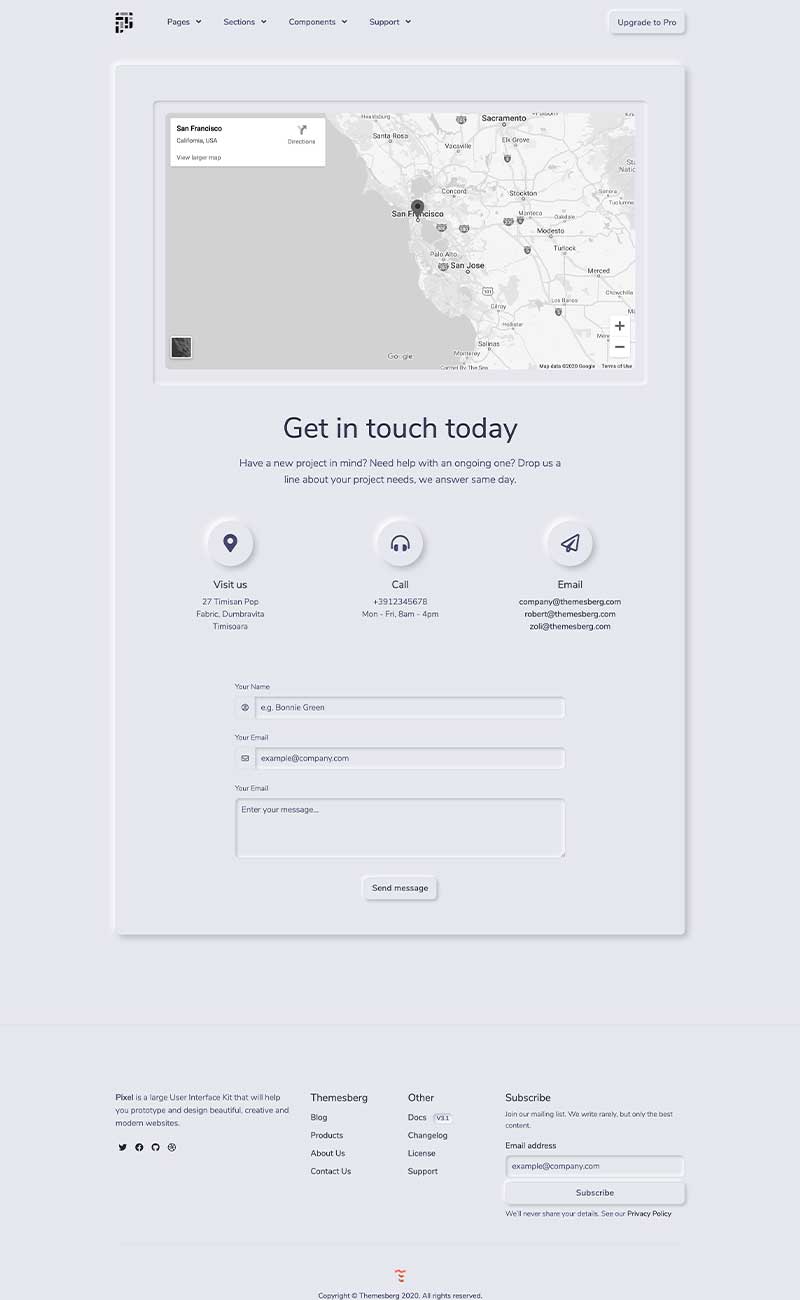 Pages Sections Components Support Upgrade to Pro
San Francisco
California, USA
Directions
View larger map
Healdsburg
Santa Rosa
Sacramento
Vacaville
Elk Grove
Concord
Stockton
Sonora
San Francisco
Manteca
Oakdale
Modesto
Palo Alto
Turlock
San Jose
Merced
Chowchilla
Los Banos
Gilroy
Hollister
Salinas
Monterey
Carmel By The Sea
Google
Map data ©2020 Google Terms of Use
Get in touch today
Have a new project in mind? Need help with an ongoing one? Drop us a
line about your project needs, we answer same day.
Visit us
27 Timisan Pop
Fabric, Dumbravita
Timisoara
Call
+3912345678
Mon - Fri, 8am - 4pm
Email
company@themesberg.com
robert@themesberg.com
zoli@themesberg.com
Your Name
e.g. Bonnie Green
Your Email
example@company.com
Your Email
Enter your message...
Send message
Pixel is a large User Interface Kit that will help
you prototype and design beautiful, creative and
modern websites.
Themesberg
Blog
Products
About Us
Contact Us
Other
Docs v3.1
Changelog
License
Support
Subscribe
Join our mailing list. We write rarely, but only the best
content.
Email address
example@company.com
Subscribe
We'll never share your details. See our Privacy Policy
Copyright © Themesberg 2020. All rights reserved.